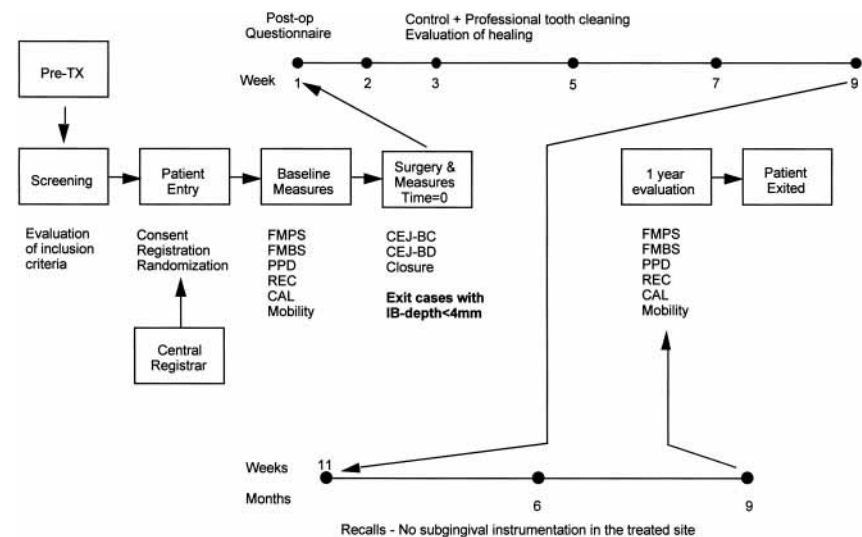 Post-op
Questionnaire
Control + Professional tooth cleaning
Evaluation of healing
Week
1
2
3
5
7
9
Pre-TX
Screening
Patient
Entry
Baseline
Measures
Surgery &
Measures
Time=0
1 year
evaluation
Patient
Exited
Evaluation
of inclusion
criteria
Consent
Registration
Randomization
FMPS
FMBS
PPD
REC
CAL
Mobility
CEJ-BC
CEJ-BD
Closure
Exit cases with
IB-depth<4mm
FMPS
FMBS
PPD
REC
CAL
Mobility
Central
Registrar
Weeks
11
Months
6
9
Recalls - No subgingival instrumentation in the treated site